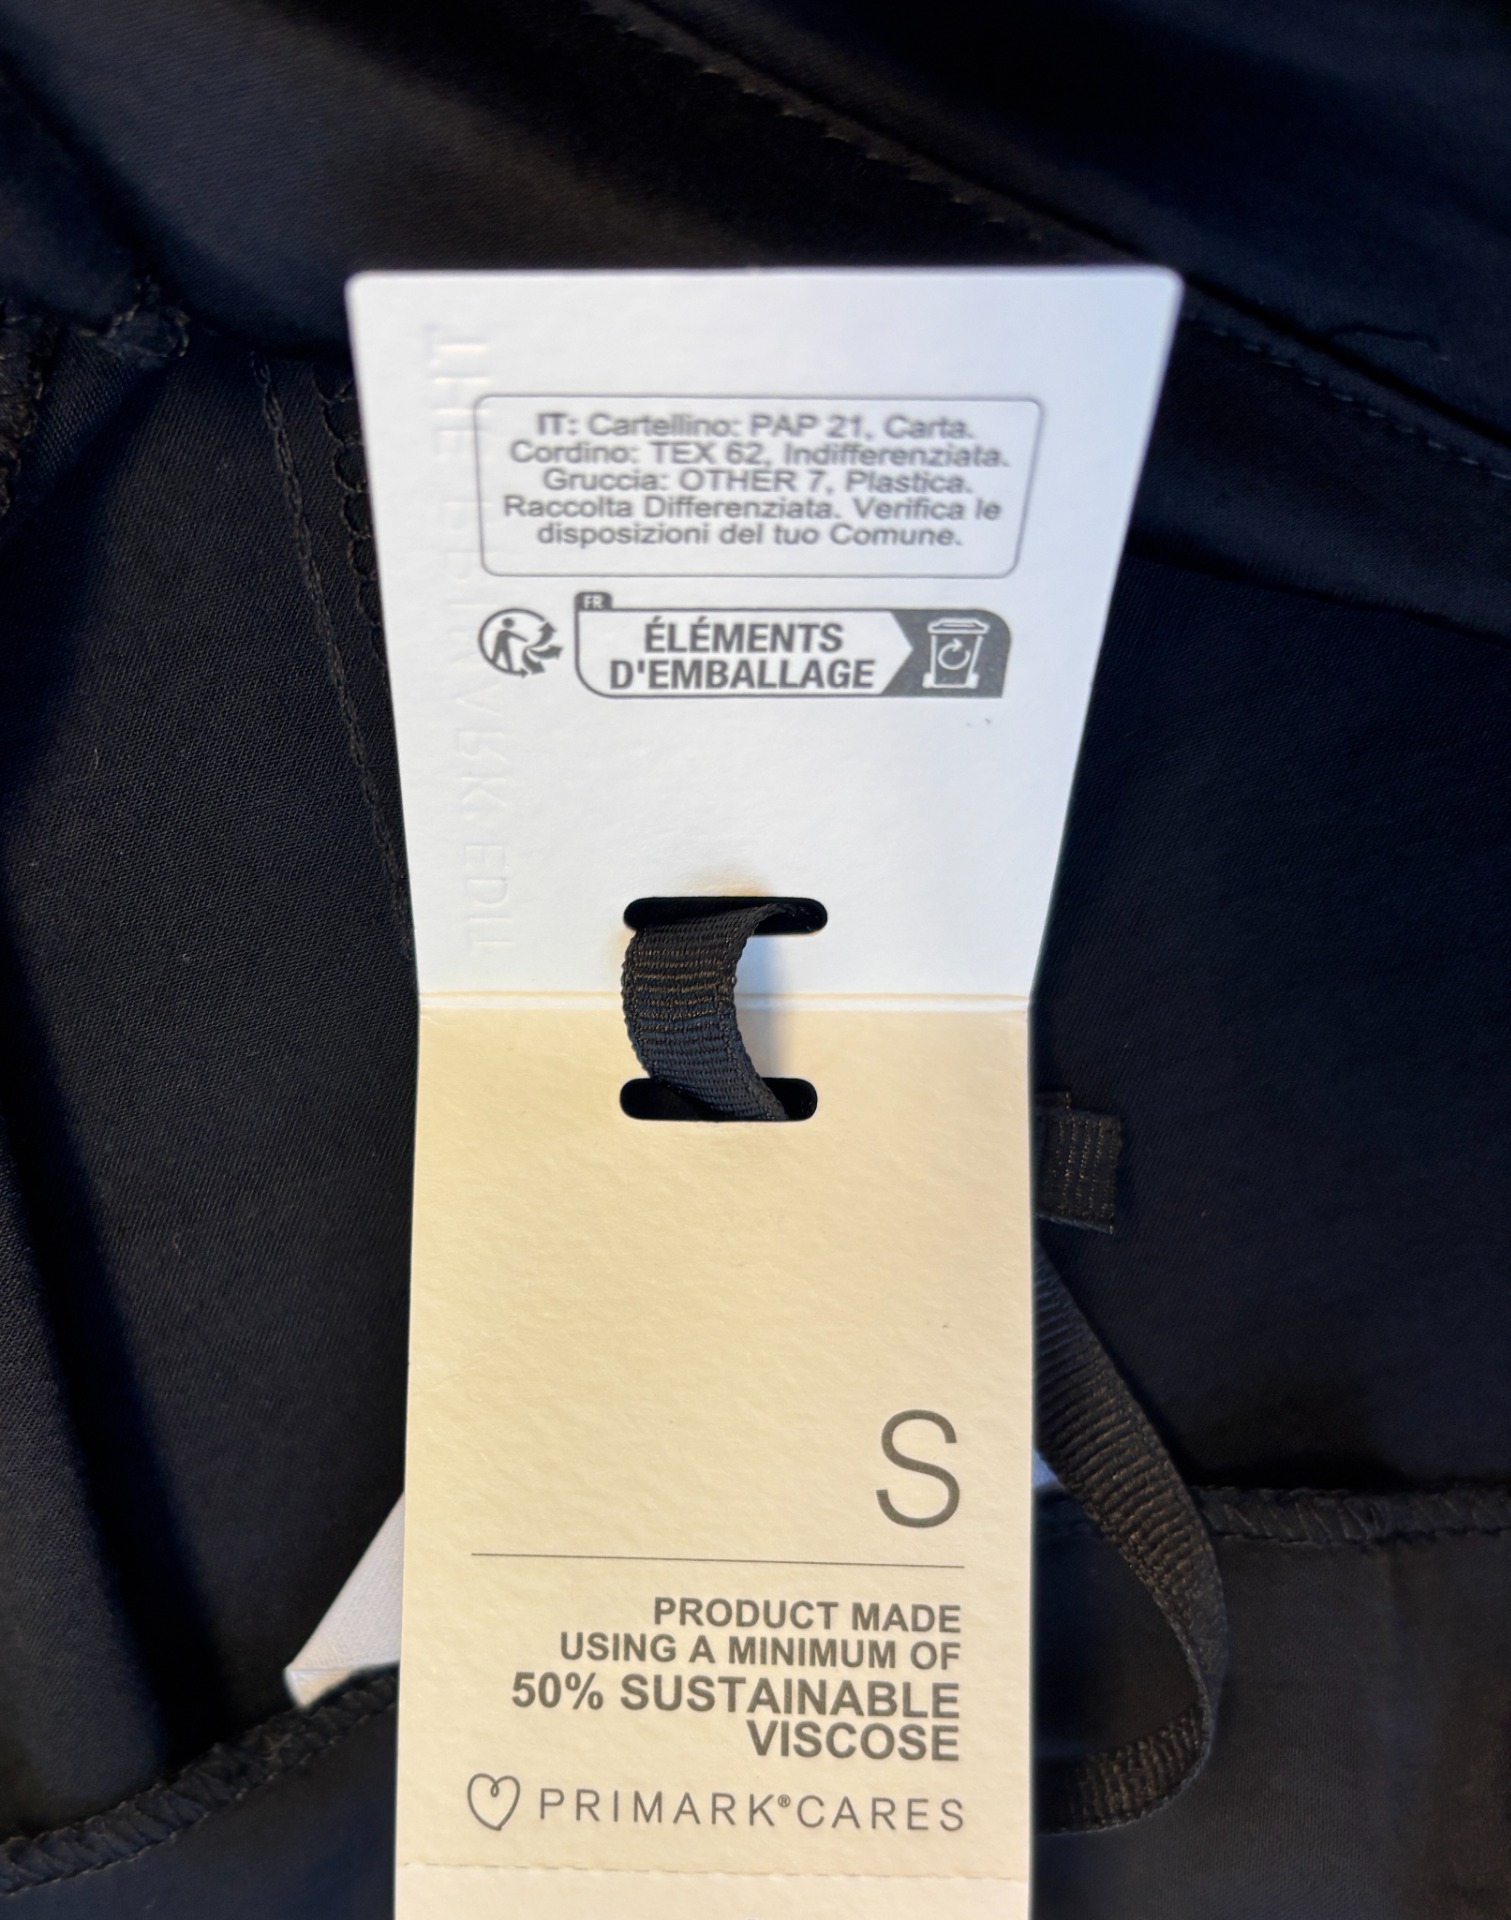 IT: Cartellino: PAP 21, Carta.
Cordino: TEX 62, Indifferenziata.
Gruccia: OTHER 7, Plastica.
Raccolta Differenziata. Verifica le
disposizioni del tuo Comune.
FR
ÉLÉMENTS
D'EMBALLAGE
S
PRODUCT MADE
USING A MINIMUM OF
50% SUSTAINABLE
VISCOSE
PRIMARK®CARES